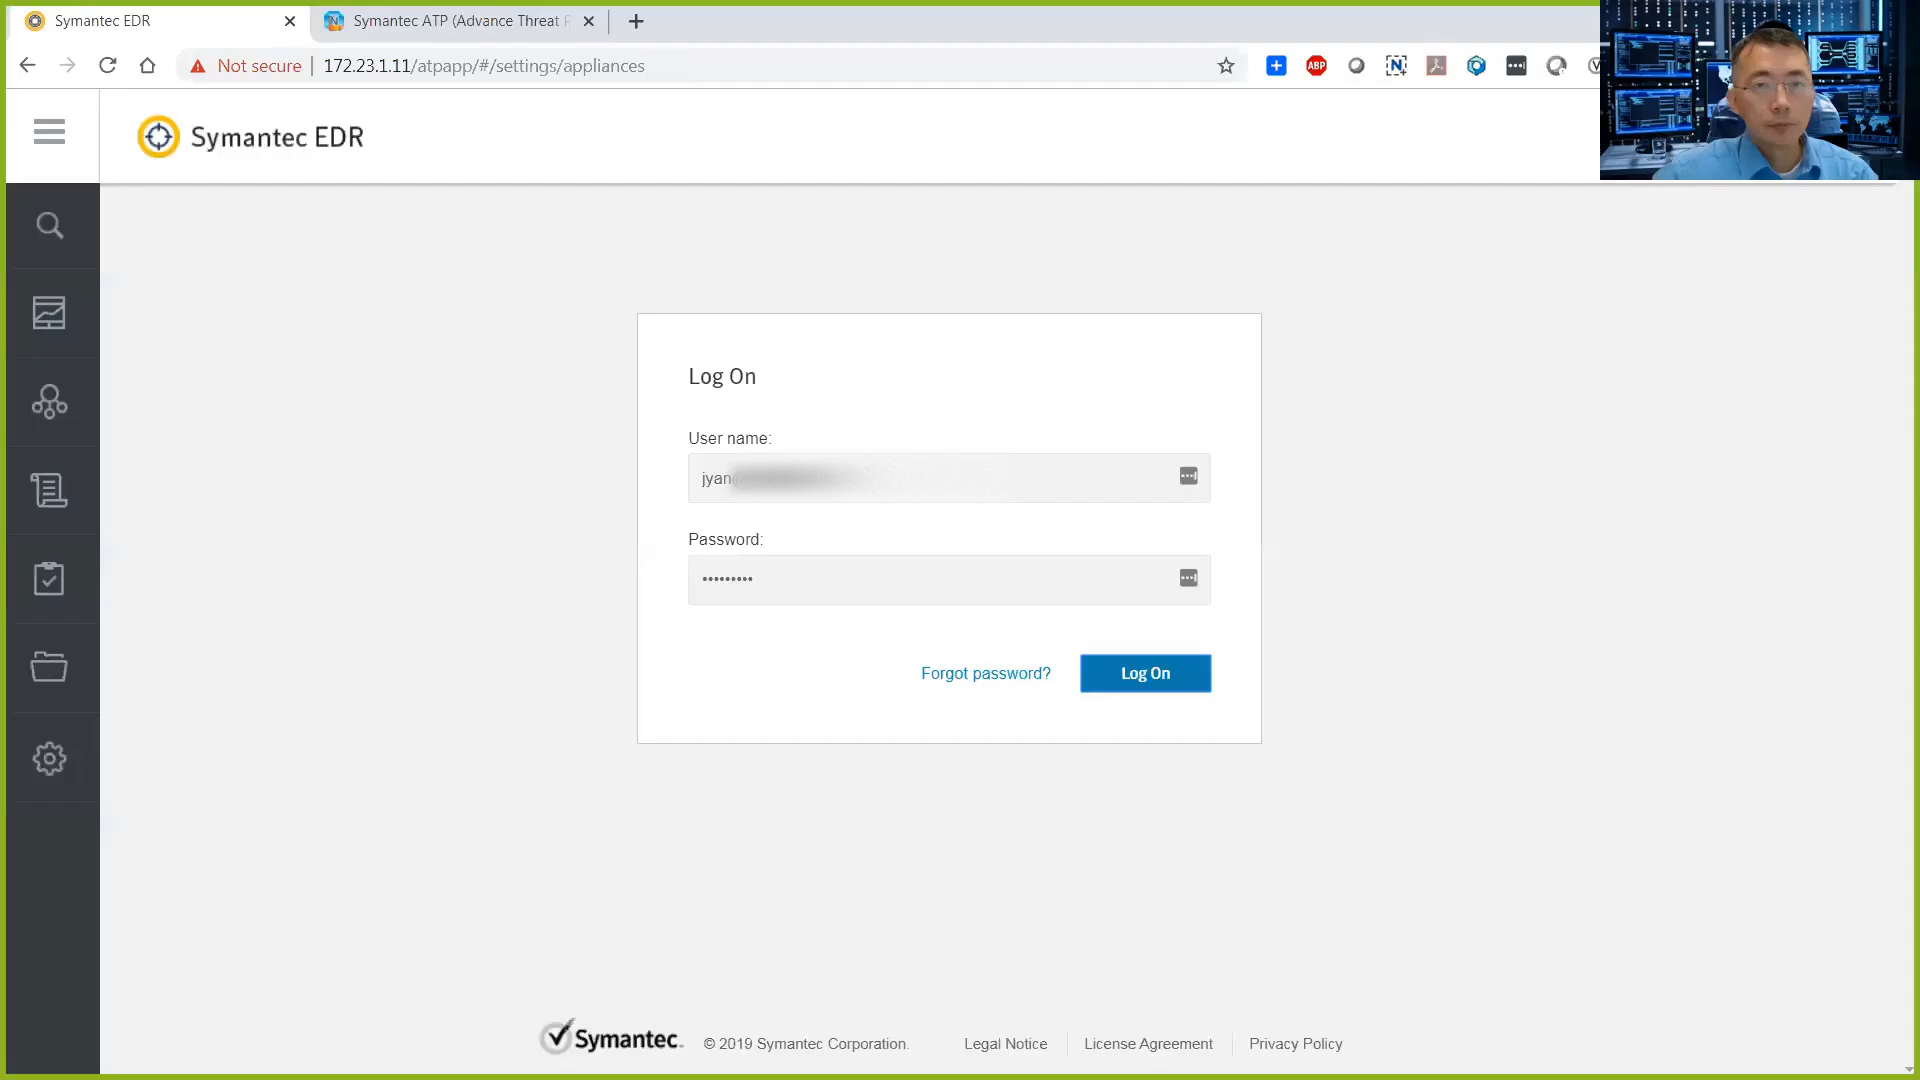 Symantec EDR
Symantec ATP (Advance Threat
Not secure | 172.23.1.11/atpapp/#/settings/appliances
ABP
Symantec EDR
Log On
User name:
jyan
Password:
•••••••••
Forgot password?
Log On
Symantec.
© 2019 Symantec Corporation.
Legal Notice
License Agreement
Privacy Policy